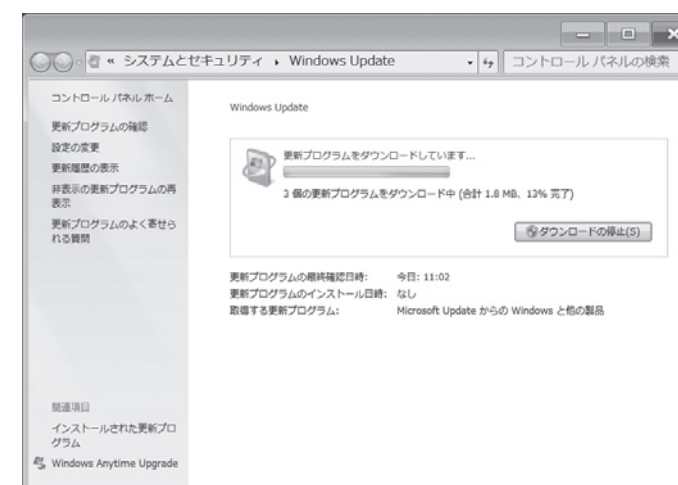 « システムとセキュリティ ▸ Windows Update
コントロール パネルの検索
コントロール パネル ホーム
更新プログラムの確認
設定の変更
更新履歴の表示
非表示の更新プログラムの再
表示
更新プログラムのよく寄せら
れる質問
Windows Update
更新プログラムをダウンロードしています...
3 個の更新プログラムをダウンロード中 (合計 1.8 MB、13% 完了)
ダウンロードの停止(S)
更新プログラムの最終確認日時: 今日: 11:02
更新プログラムのインストール日時: なし
取得する更新プログラム: Microsoft Update からの Windows と他の製品
関連項目
インストールされた更新プロ
グラム
Windows Anytime Upgrade